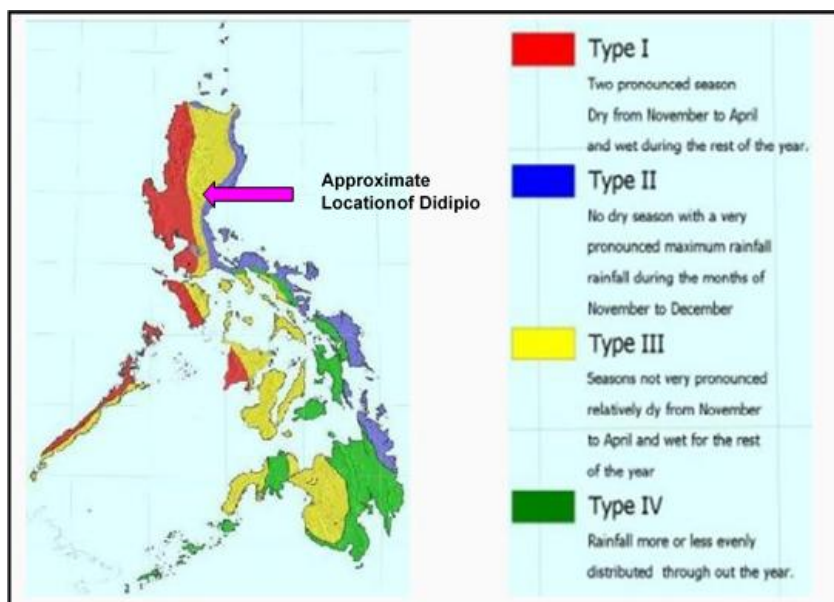 Approximate
Location of Didipio
Type I
Two pronounced season
Dry from November to April
and wet during the rest of the year.
Type II
No dry season with a very
pronounced maximum rainfall
rainfall during the months of
November to December
Type III
Seasons not very pronounced
relatively dy from November
to April and wet for the rest
of the year
Type IV
Rainfall more or less evenly
distributed through out the year.